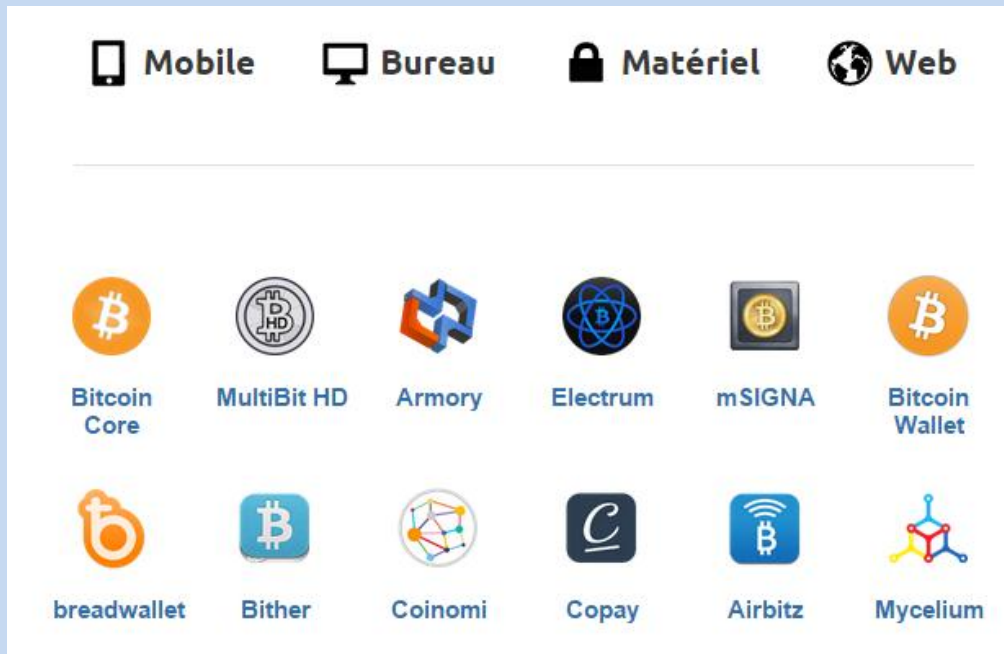 Mobile Bureau Matériel Web
HD
Bitcoin Core
MultiBit HD
Armory
Electrum
mSIGNA
Bitcoin Wallet
breadwallet
Bither
Coinomi
Copay
Airbitz
Mycelium